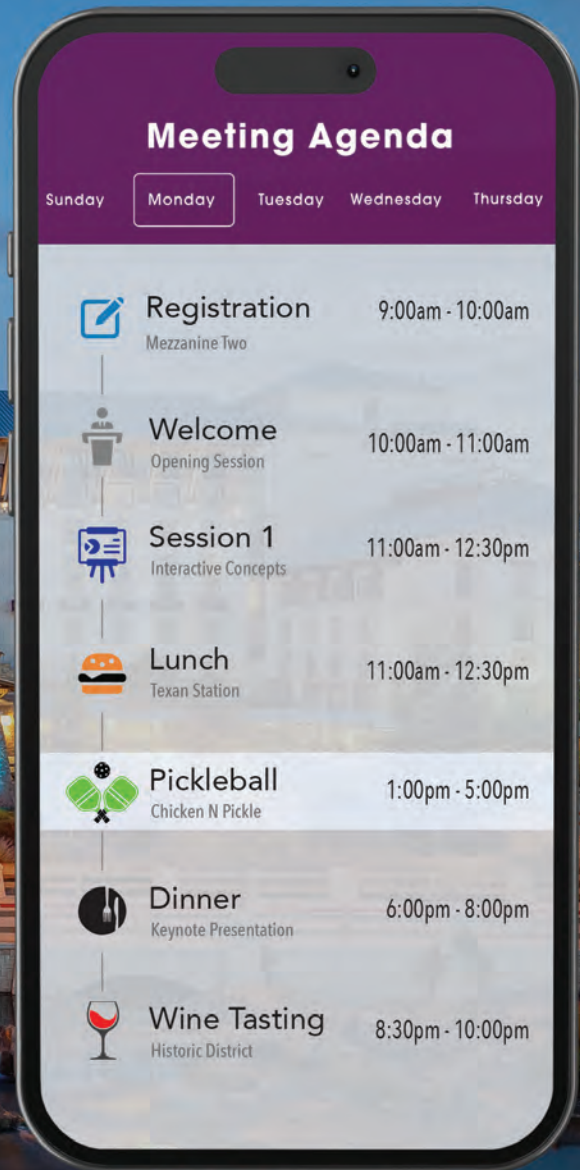 Meeting Agenda
Sunday Monday Tuesday Wednesday Thursday
Registration 9:00am - 10:00am
Mezzanine Two
Welcome 10:00am - 11:00am
Opening Session
Session 1 11:00am - 12:30pm
Interactive Concepts
Lunch 11:00am - 12:30pm
Texan Station
Pickleball 1:00pm - 5:00pm
Chicken N Pickle
Dinner 6:00pm - 8:00pm
Keynote Presentation
Wine Tasting 8:30pm - 10:00pm
Historic District